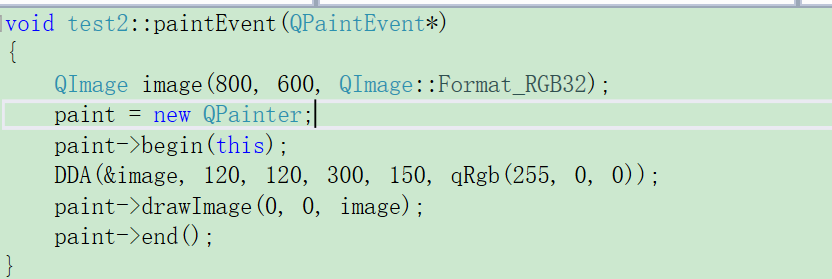 void test2::paintEvent(QPaintEvent*)
{
    QImage image(800, 600, QImage::Format_RGB32);
    paint = new QPainter;
    paint->begin(this);
    DDA(&image, 120, 120, 300, 150, qRgb(255, 0, 0));
    paint->drawImage(0, 0, image);
    paint->end();
}